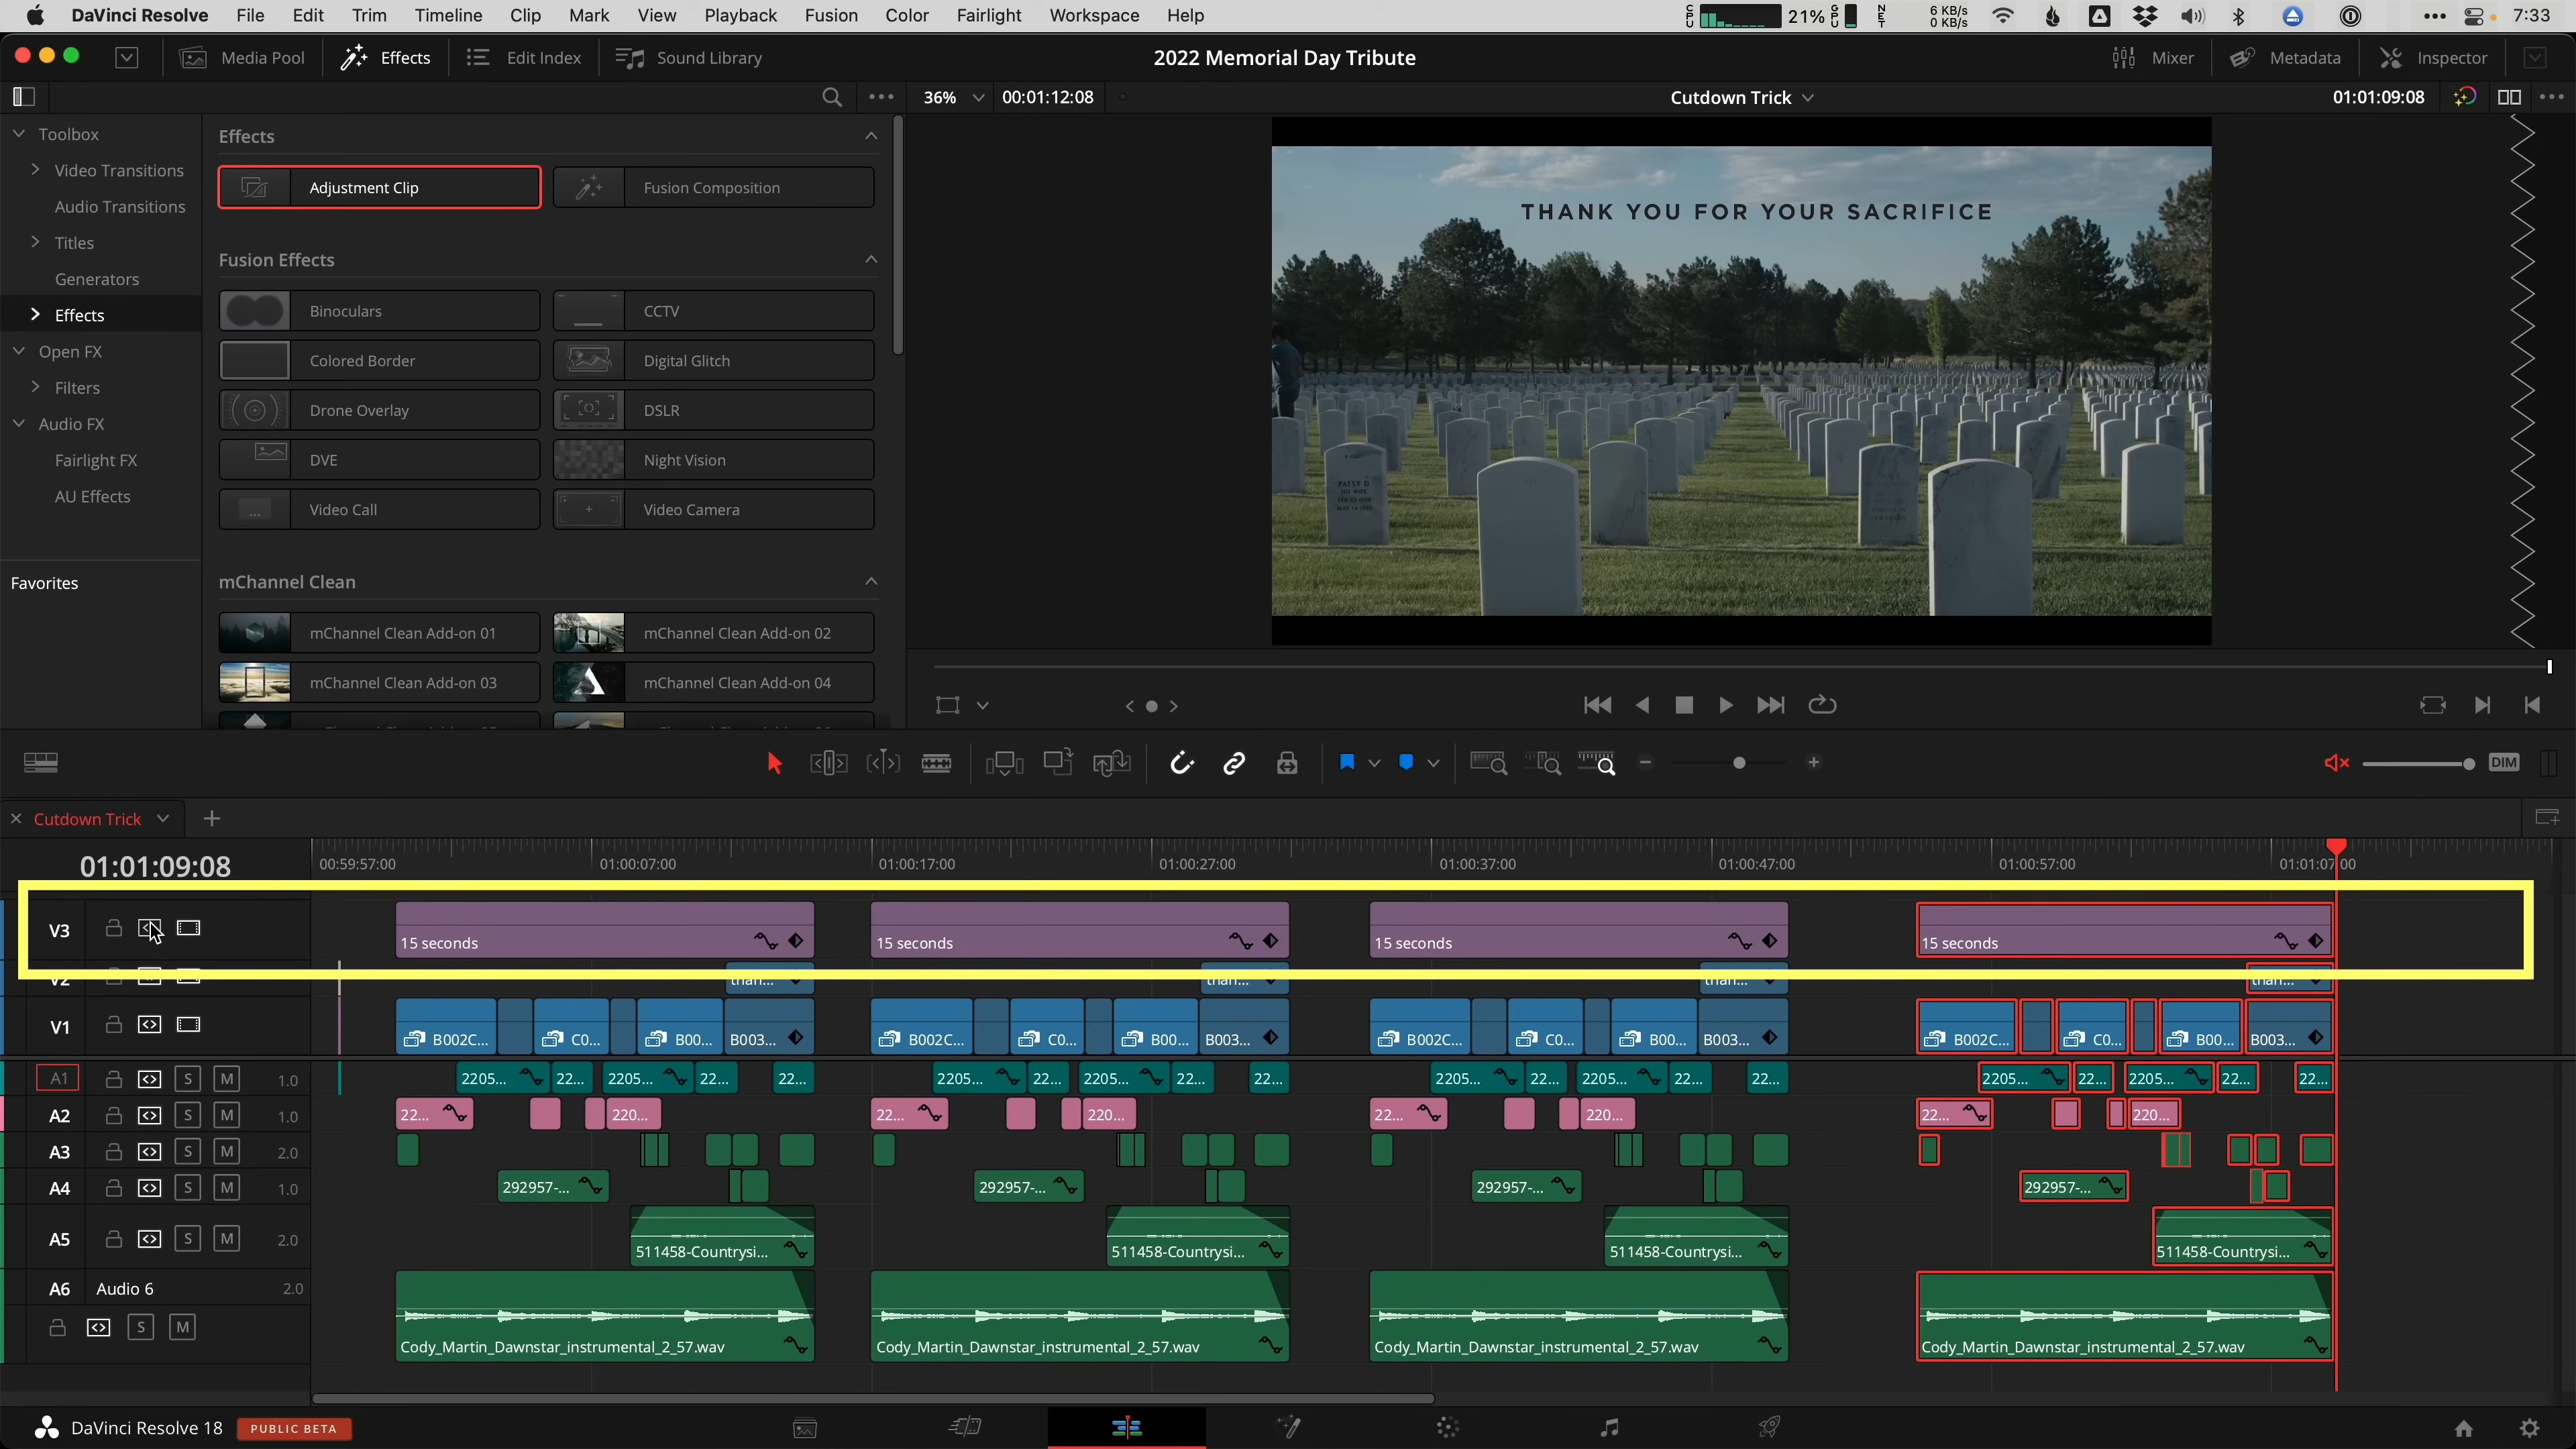 DaVinci Resolve File Edit Trim Timeline Clip Mark View Playback Fusion Color Fairlight Workspace Help CPU 21% GPU NET 6 KB/s 0 KB/s 7:33
Media Pool Effects Edit Index Sound Library 2022 Memorial Day Tribute Mixer Metadata Inspector
36% 00:01:12:08 Cutdown Trick 01:01:09:08
Toolbox
Video Transitions
Audio Transitions
Titles
Generators
Effects
Open FX
Filters
Audio FX
Fairlight FX
AU Effects
Favorites
Effects
Adjustment Clip Fusion Composition
Fusion Effects
Binoculars CCTV
Colored Border Digital Glitch
Drone Overlay DSLR
DVE Night Vision
Video Call Video Camera
mChannel Clean
mChannel Clean Add-on 01 mChannel Clean Add-on 02
mChannel Clean Add-on 03 mChannel Clean Add-on 04
THANK YOU FOR YOUR SACRIFICE
DIM
Cutdown Trick
01:01:09:08 00:59:57:00 01:00:07:00 01:00:17:00 01:00:27:00 01:00:37:00 01:00:47:00 01:00:57:00 01:01:07:00
V3 15 seconds 15 seconds 15 seconds 15 seconds
V2 than... than... than... than...
V1 B002C... C0... B00... B003... B002C... C0... B00... B003... B002C... C0... B00... B003... B002C... C0... B00... B003...
A1 S M 1.0 2205... 22... 2205... 22... 22... 2205... 22... 2205... 22... 22... 2205... 22... 2205... 22... 22... 2205... 22... 2205... 22... 22...
A2 S M 1.0 22... 220... 22... 220... 22... 220... 22... 220...
A3 S M 2.0
A4 S M 1.0 292957-... 292957-... 292957-... 292957-...
A5 S M 2.0 511458-Countrysi... 511458-Countrysi... 511458-Countrysi... 511458-Countrysi...
A6 Audio 6 2.0
S M
Cody_Martin_Dawnstar_instrumental_2_57.wav Cody_Martin_Dawnstar_instrumental_2_57.wav Cody_Martin_Dawnstar_instrumental_2_57.wav Cody_Martin_Dawnstar_instrumental_2_57.wav
DaVinci Resolve 18 PUBLIC BETA